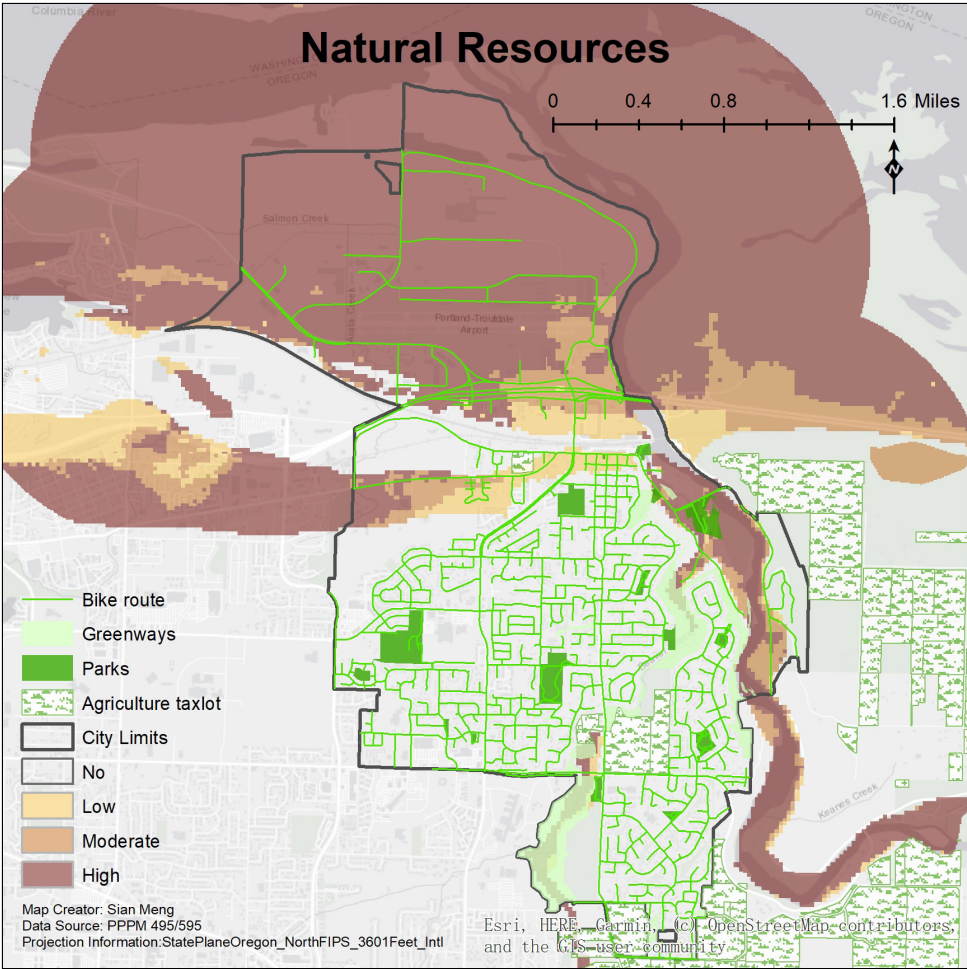 Columbia River
WASHINGTON
OREGON
Natural Resources
WASHINGTON
OREGON
0 0.4 0.8 1.6 Miles
N
Salmon Creek
Portland-Troutdale
Airport
Bike route
Greenways
Parks
Agriculture taxlot
City Limits
No
Low
Moderate
High
Keanes Creek
Map Creator: Sian Meng
Data Source: PPPM 495/595
Projection Information:StatePlaneOregon_NorthFIPS_3601Feet_Intl
Esri, HERE, Garmin, (c) OpenStreetMap contributors,
and the GIS user community